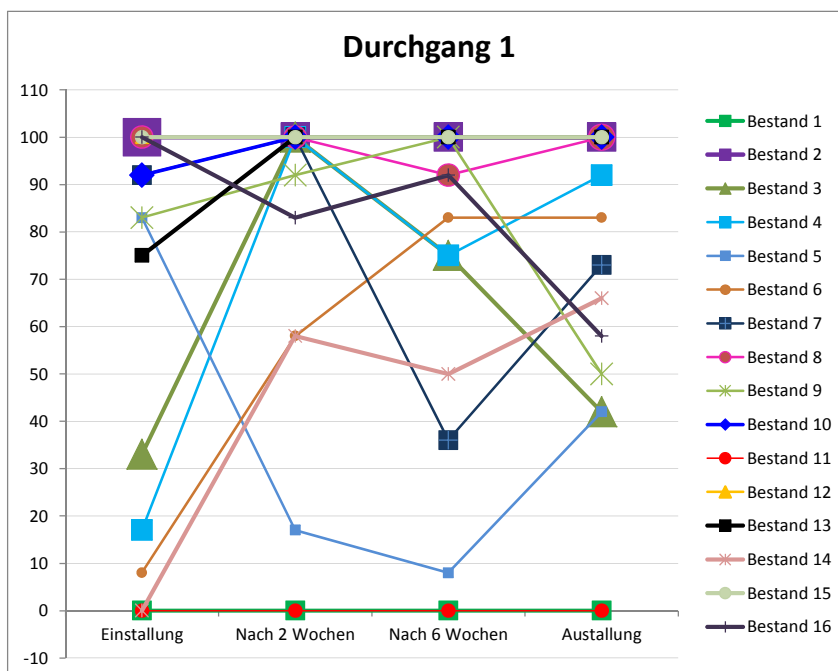 Durchgang 1
110
100
90
80
70
60
50
40
30
20
10
0
-10
Einstallung Nach 2 Wochen Nach 6 Wochen Austallung
Bestand 1
Bestand 2
Bestand 3
Bestand 4
Bestand 5
Bestand 6
Bestand 7
Bestand 8
Bestand 9
Bestand 10
Bestand 11
Bestand 12
Bestand 13
Bestand 14
Bestand 15
Bestand 16